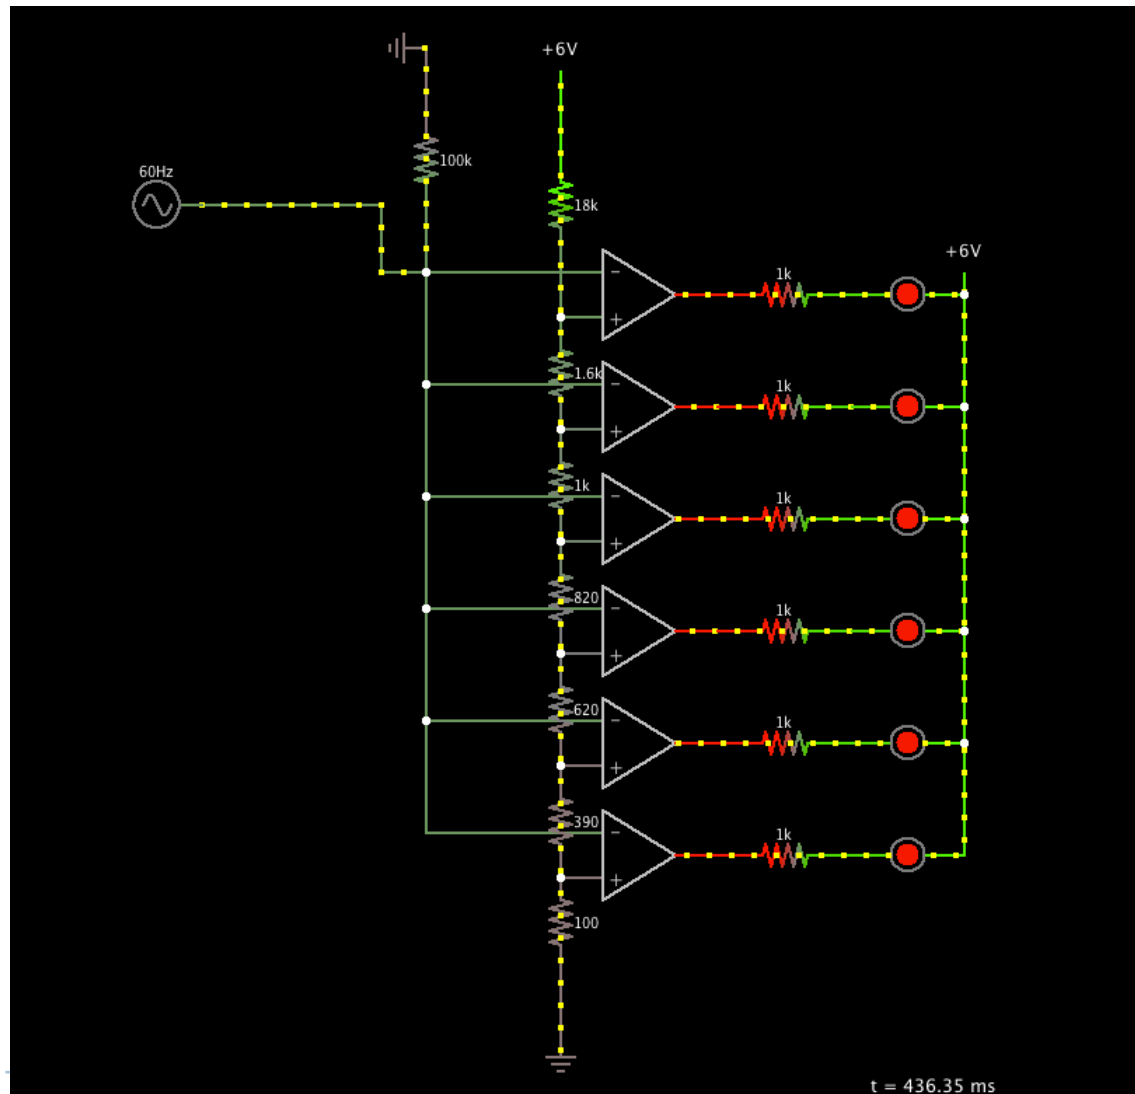 +6V
100k
60Hz
18k
+6V
1k
−
+
1.6k
1k
−
+
1k
1k
−
+
820
1k
−
+
620
1k
−
+
390
1k
−
+
100
t = 436.35 ms